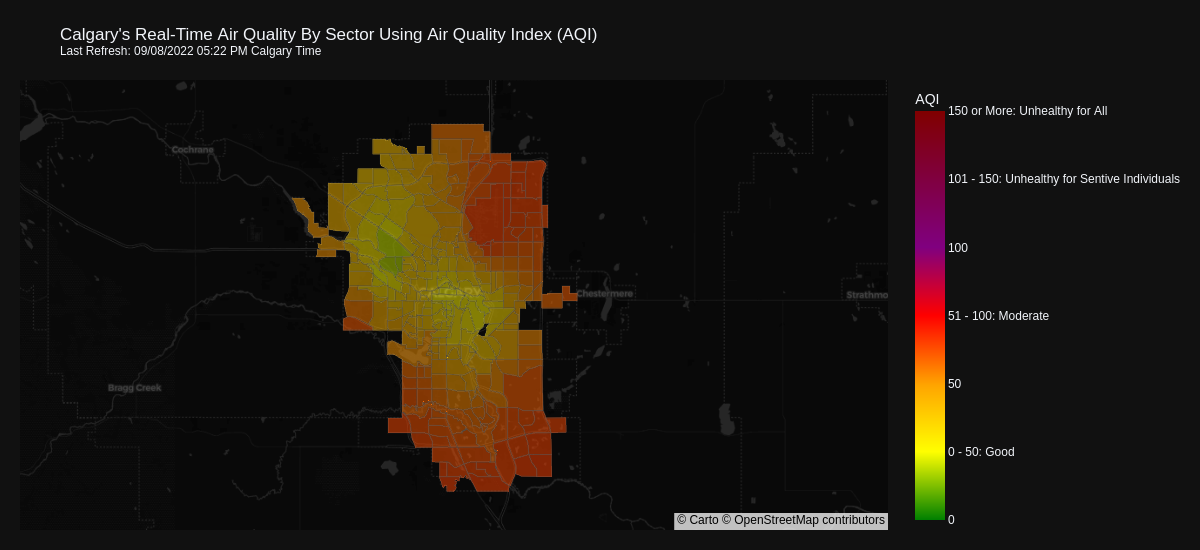 Calgary's Real-Time Air Quality By Sector Using Air Quality Index (AQI)
Last Refresh: 09/08/2022 05:22 PM Calgary Time
AQI
150 or More: Unhealthy for All
101 - 150: Unhealthy for Sentive Individuals
100
51 - 100: Moderate
50
0 - 50: Good
0
Cochrane
Chestermere
Strathmo
Bragg Creek
© Carto © OpenStreetMap contributors